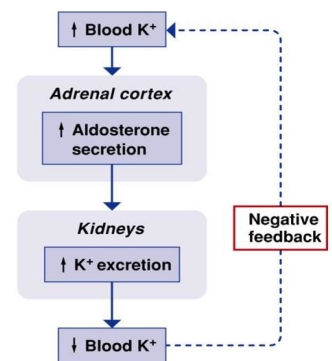 ↑ Blood K⁺
Adrenal cortex
↑ Aldosterone
secretion
Kidneys
↑ K⁺ excretion
Negative
feedback
↓ Blood K⁺